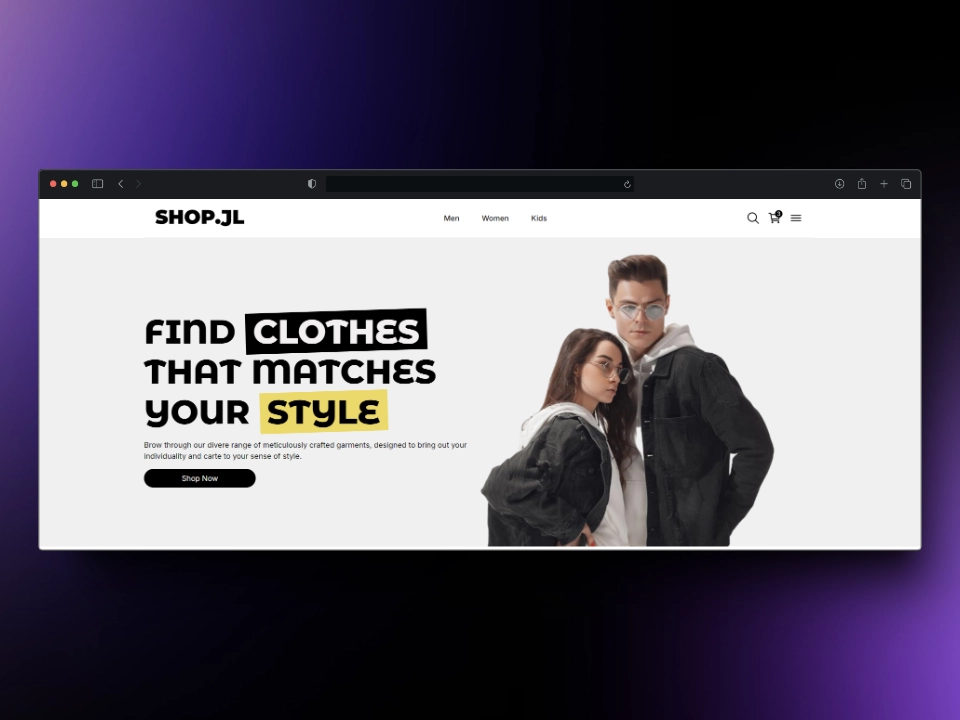 SHOP.JL
Men
Women
Kids
3
FIND CLOTHES
THAT MATCHES
YOUR STYLE
Brow through our divere range of meticulously crafted garments, designed to bring out your
individuality and carte to your sense of style.
Shop Now